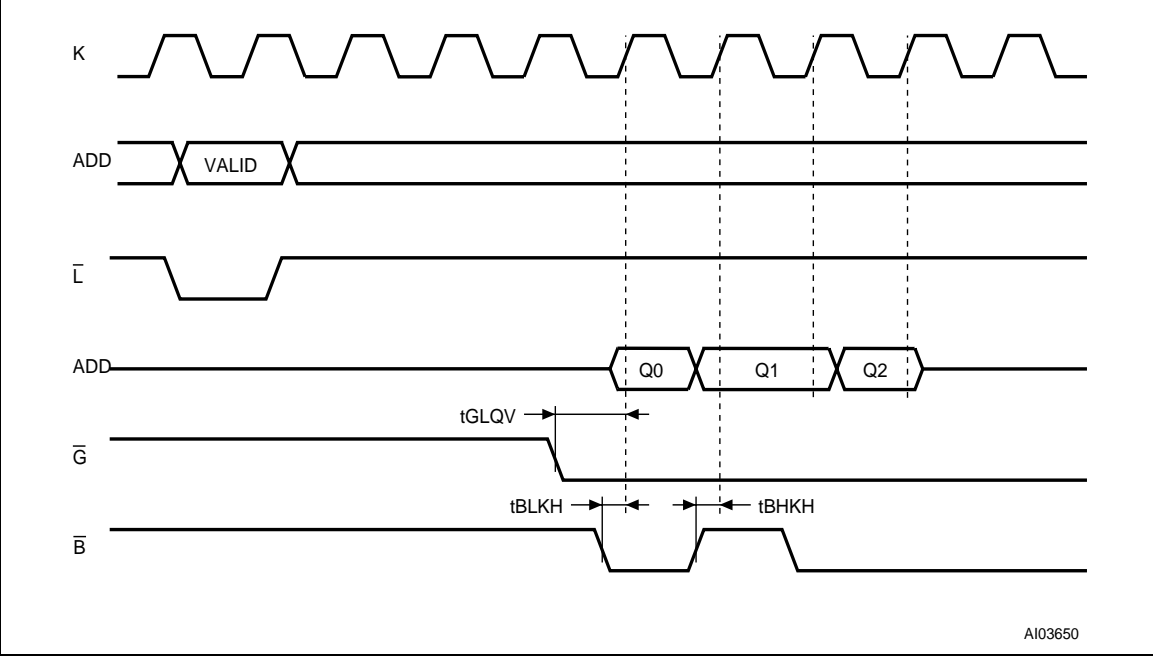 K
ADD
VALID
L̅
ADD
Q0
Q1
Q2
tGLQV
G̅
tBLKH
tBHKH
B̅
AI03650